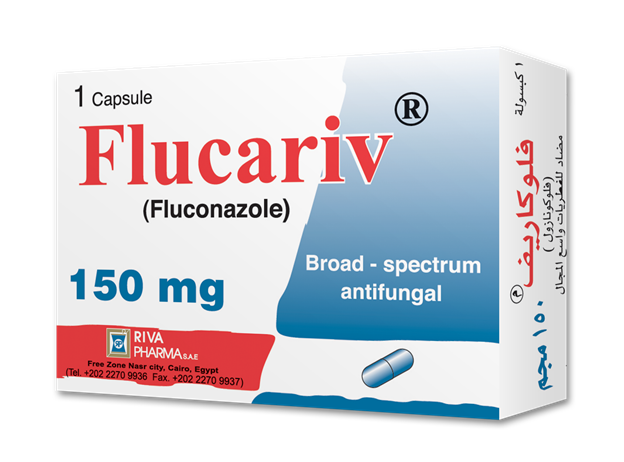 1 Capsule
Flucariv ®
(Fluconazole)
150 mg
Broad - spectrum
antifungal
RIVA
PHARMA S.A.E
Free Zone Nasr city, Cairo, Egypt
(Tel. +202 2270 9936 Fax. +202 2270 9937)
١ كبسولة
فلوكاريف ®
(فلوكونازول)
مضاد للفطريات واسع المجال
١٥٠ مجم